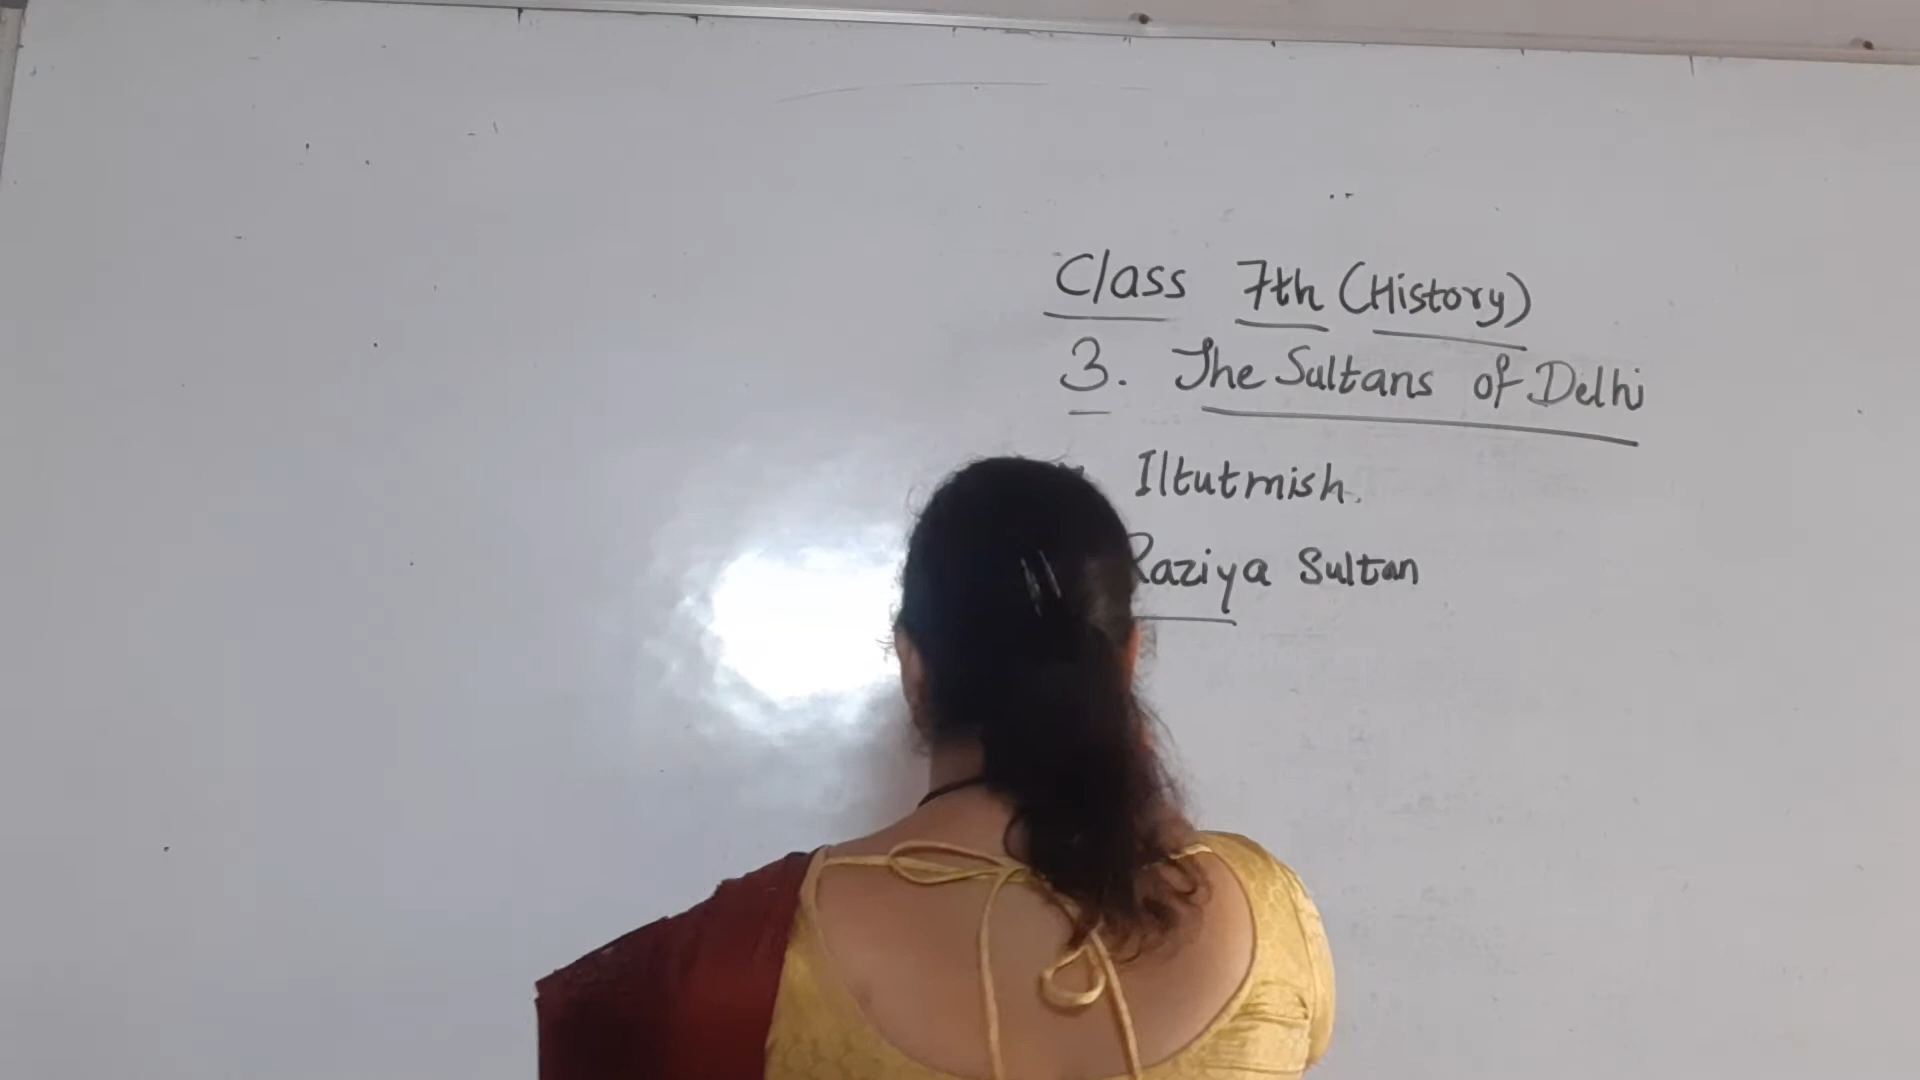 Class 7th (History)
3. The Sultans of Delhi
Iltutmish.
Raziya Sultan